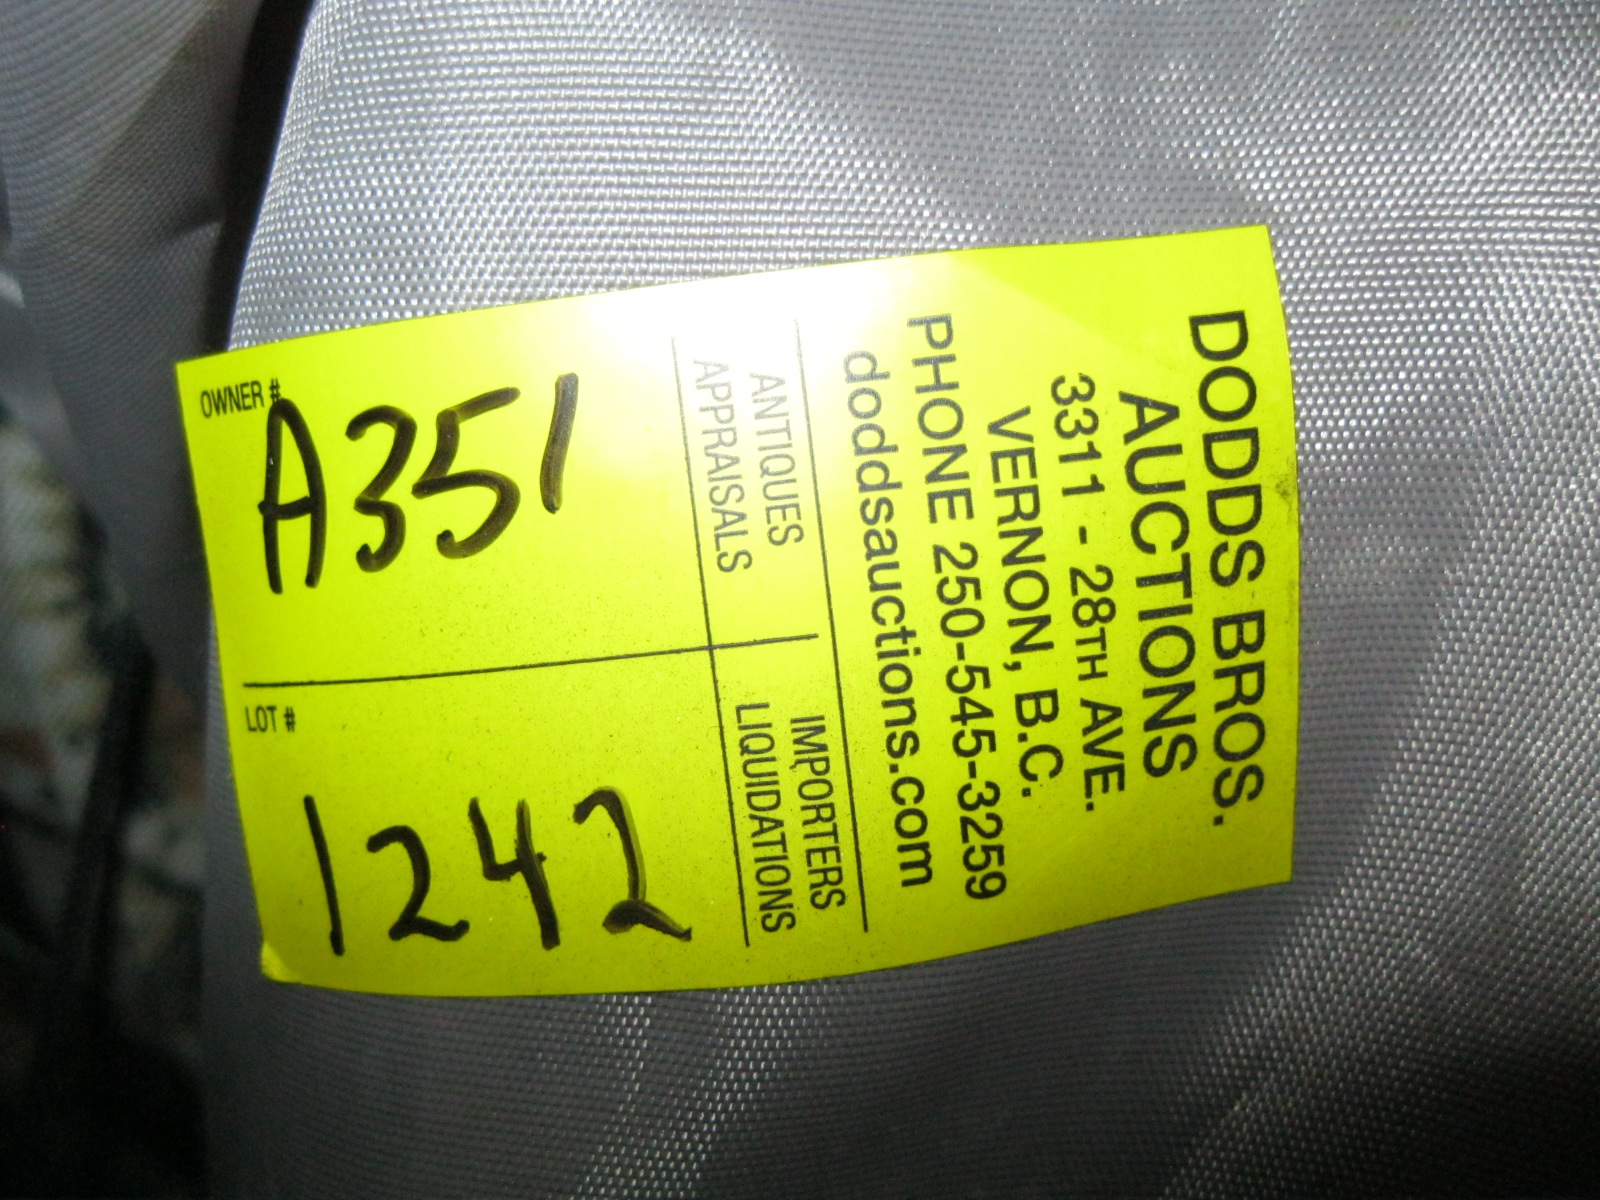 DODDS BROS.
AUCTIONS
3311 - 28TH AVE.
VERNON, B.C.
PHONE 250-545-3259
doddsauctions.com
ANTIQUES
APPRAISALS
IMPORTERS
LIQUIDATIONS
OWNER #
A351
LOT #
1242